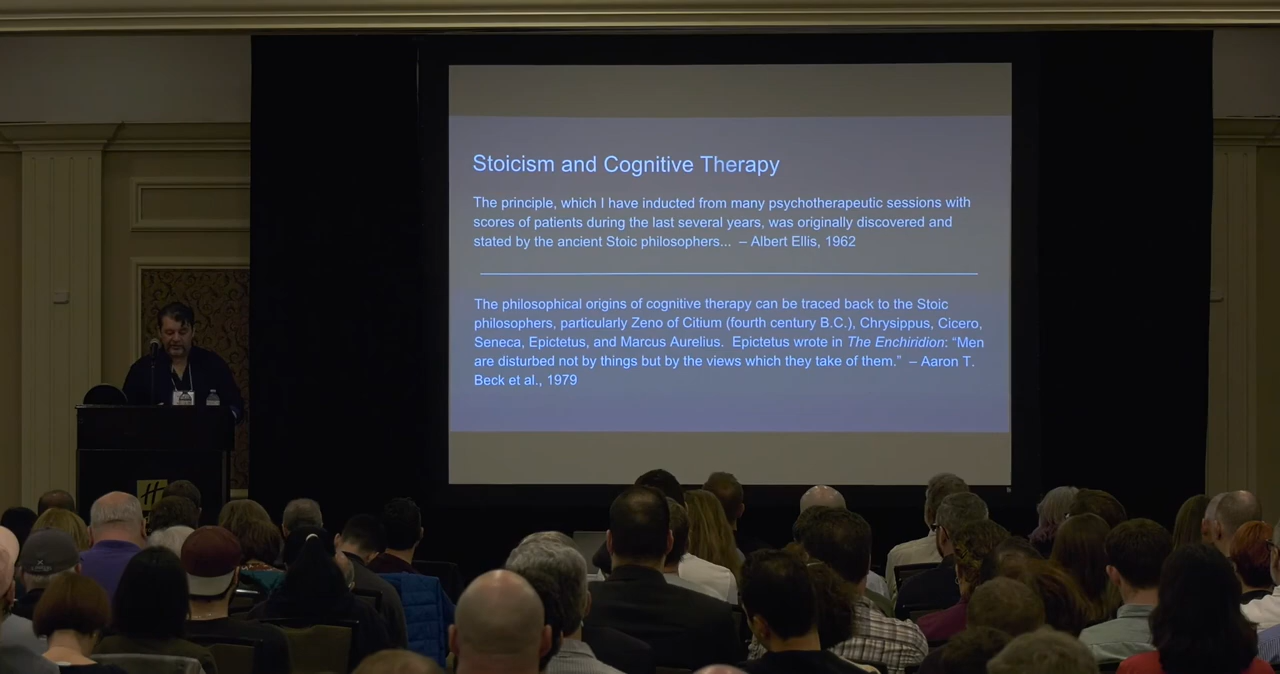 Stoicism and Cognitive Therapy
The principle, which I have inducted from many psychotherapeutic sessions with
scores of patients during the last several years, was originally discovered and
stated by the ancient Stoic philosophers... – Albert Ellis, 1962
The philosophical origins of cognitive therapy can be traced back to the Stoic
philosophers, particularly Zeno of Citium (fourth century B.C.), Chrysippus, Cicero,
Seneca, Epictetus, and Marcus Aurelius.  Epictetus wrote in The Enchiridion: “Men
are disturbed not by things but by the views which they take of them.”  – Aaron T.
Beck et al., 1979
H